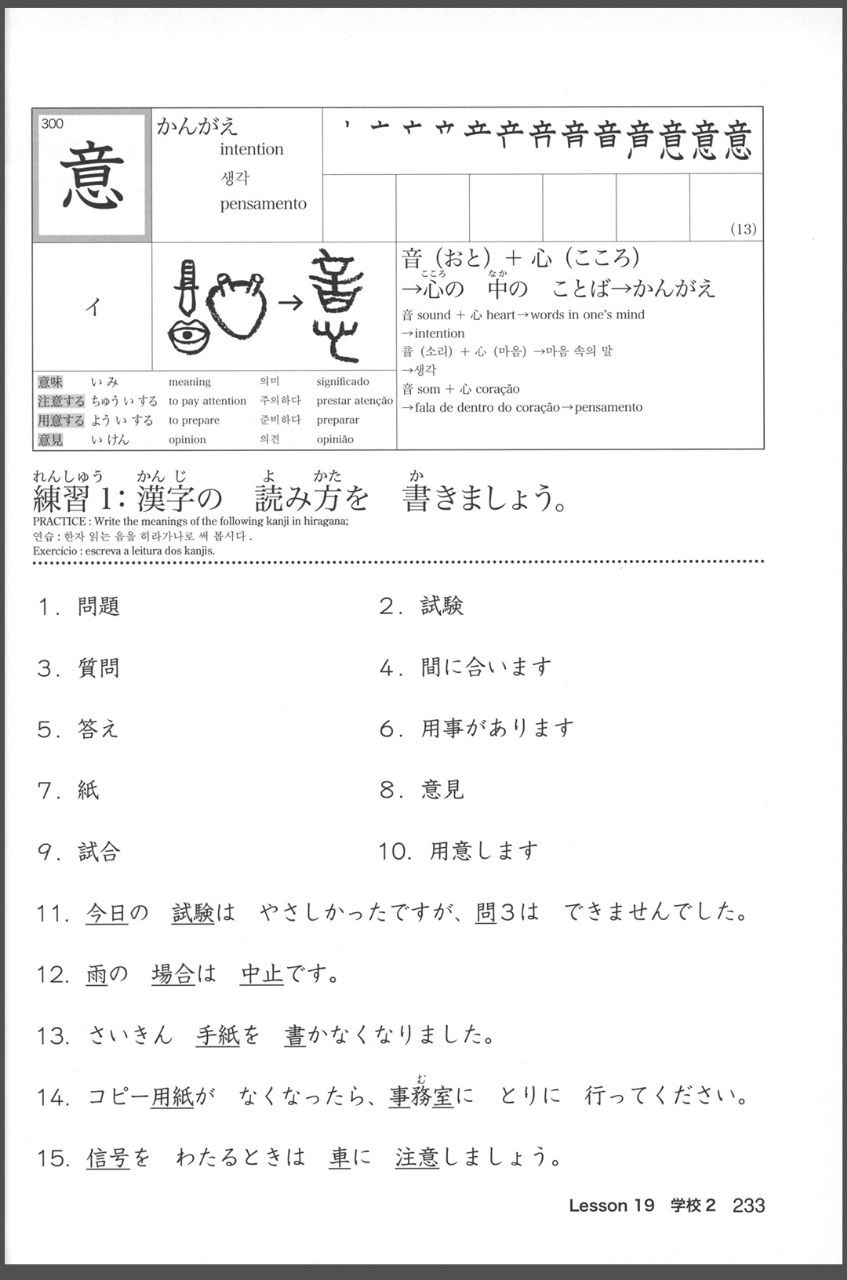 300
意
かんがえ
intention
생각
pensamento
(13)
イ
音（おと）＋心（こころ）
こころ なか
→心の 中の ことば→かんがえ
音 sound ＋ 心 heart→words in one's mind
→intention
音（소리）＋ 心（마음）→마음 속의 말
→생각
音 som ＋ 心 coração
→fala de dentro do coração→pensamento
意味 い み meaning 의미 significado
注意する ちゅう い する to pay attention 주의하다 prestar atenção
用意する よう い する to prepare 준비하다 preparar
意見 い けん opinion 의견 opinião
れんしゅう かん じ よ かた か
練習 1：漢字の 読み方を 書きましょう。
PRACTICE : Write the meanings of the following kanji in hiragana;
연습 : 한자 읽는 음을 히라가나로 써 봅시다 .
Exercício : escreva a leitura dos kanjis.
1. 問題 2. 試験
3. 質問 4. 間に合います
5. 答え 6. 用事があります
7. 紙 8. 意見
9. 試合 10. 用意します
11. 今日の 試験は やさしかったですが、問３は できませんでした。
12. 雨の 場合は 中止です。
13. さいきん 手紙を 書かなくなりました。
む
14. コピー用紙が なくなったら、事務室に とりに 行ってください。
15. 信号を わたるときは 車に 注意しましょう。
Lesson 19 学校 2 233